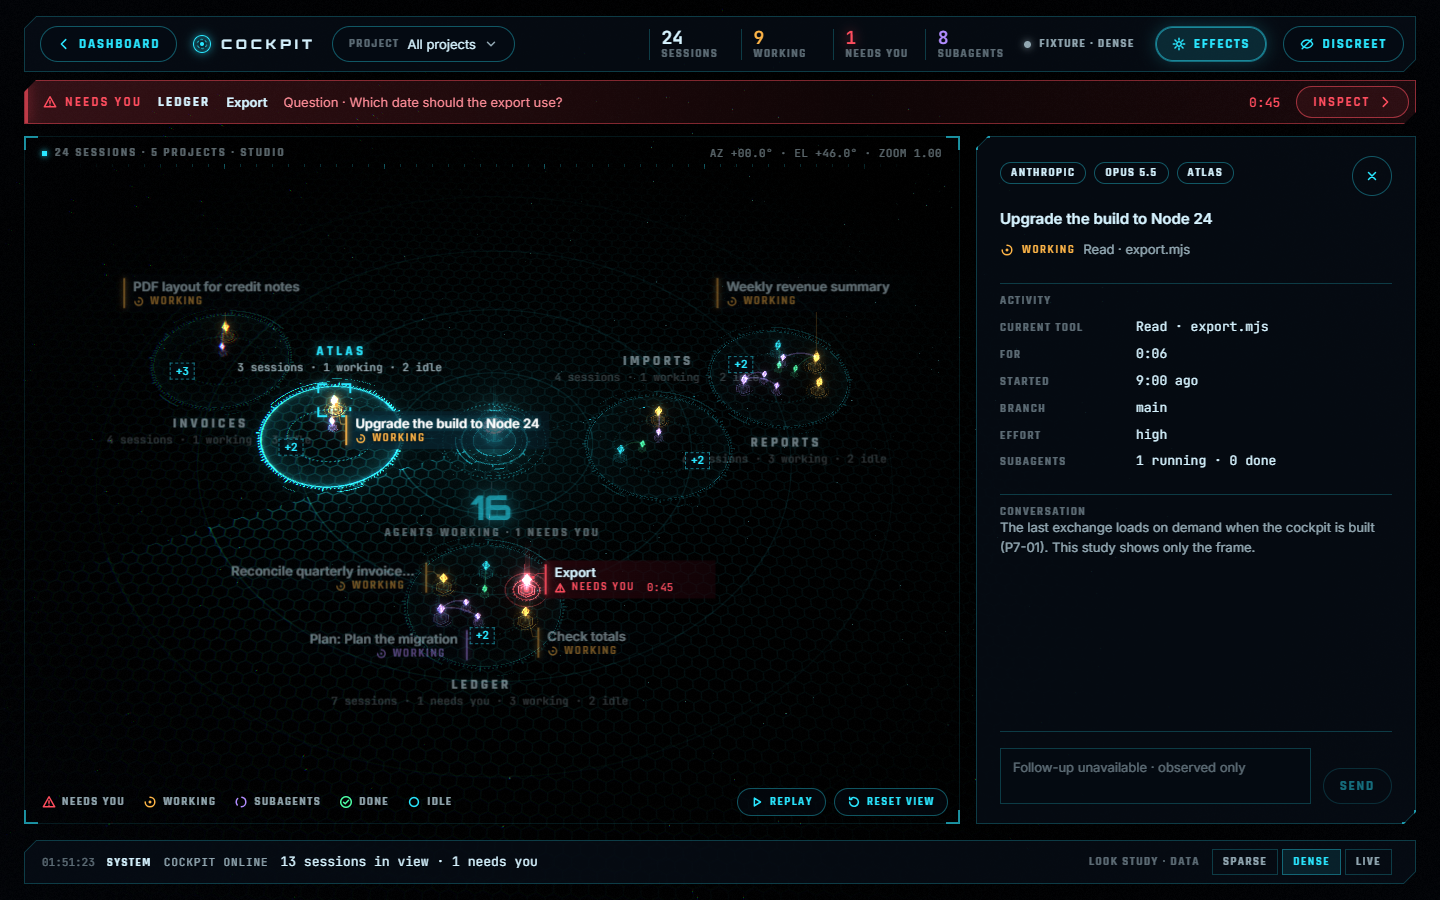 DASHBOARD
COCKPIT
PROJECT All projects
24 SESSIONS
9 WORKING
1 NEEDS YOU
8 SUBAGENTS
FIXTURE · DENSE
EFFECTS
DISCREET
NEEDS YOU LEDGER Export Question · Which date should the export use?
0:45
INSPECT
24 SESSIONS · 5 PROJECTS · STUDIO
AZ +00.0° · EL +46.0° · ZOOM 1.00
PDF layout for credit notes
WORKING
Weekly revenue summary
WORKING
+3
ATLAS
3 sessions · 1 working · 2 idle
IMPORTS
4 sessions · 1 working · 2
+2
INVOICES
4 sessions · 1 working ·
+2
Upgrade the build to Node 24
WORKING
REPORTS
sions · 3 working · 2 idle
+2
16
AGENTS WORKING · 1 NEEDS YOU
Reconcile quarterly invoice...
WORKING
Export
NEEDS YOU 0:45
Plan: Plan the migration
WORKING
+2
Check totals
WORKING
LEDGER
7 sessions · 1 needs you · 3 working · 2 idle
NEEDS YOU
WORKING
SUBAGENTS
DONE
IDLE
REPLAY
RESET VIEW
ANTHROPIC
OPUS 5.5
ATLAS
Upgrade the build to Node 24
WORKING Read · export.mjs
ACTIVITY
CURRENT TOOL Read · export.mjs
FOR 0:06
STARTED 9:00 ago
BRANCH main
EFFORT high
SUBAGENTS 1 running · 0 done
CONVERSATION
The last exchange loads on demand when the cockpit is built
(P7-01). This study shows only the frame.
Follow-up unavailable · observed only
SEND
01:51:23 SYSTEM COCKPIT ONLINE 13 sessions in view · 1 needs you
LOOK STUDY · DATA
SPARSE
DENSE
LIVE